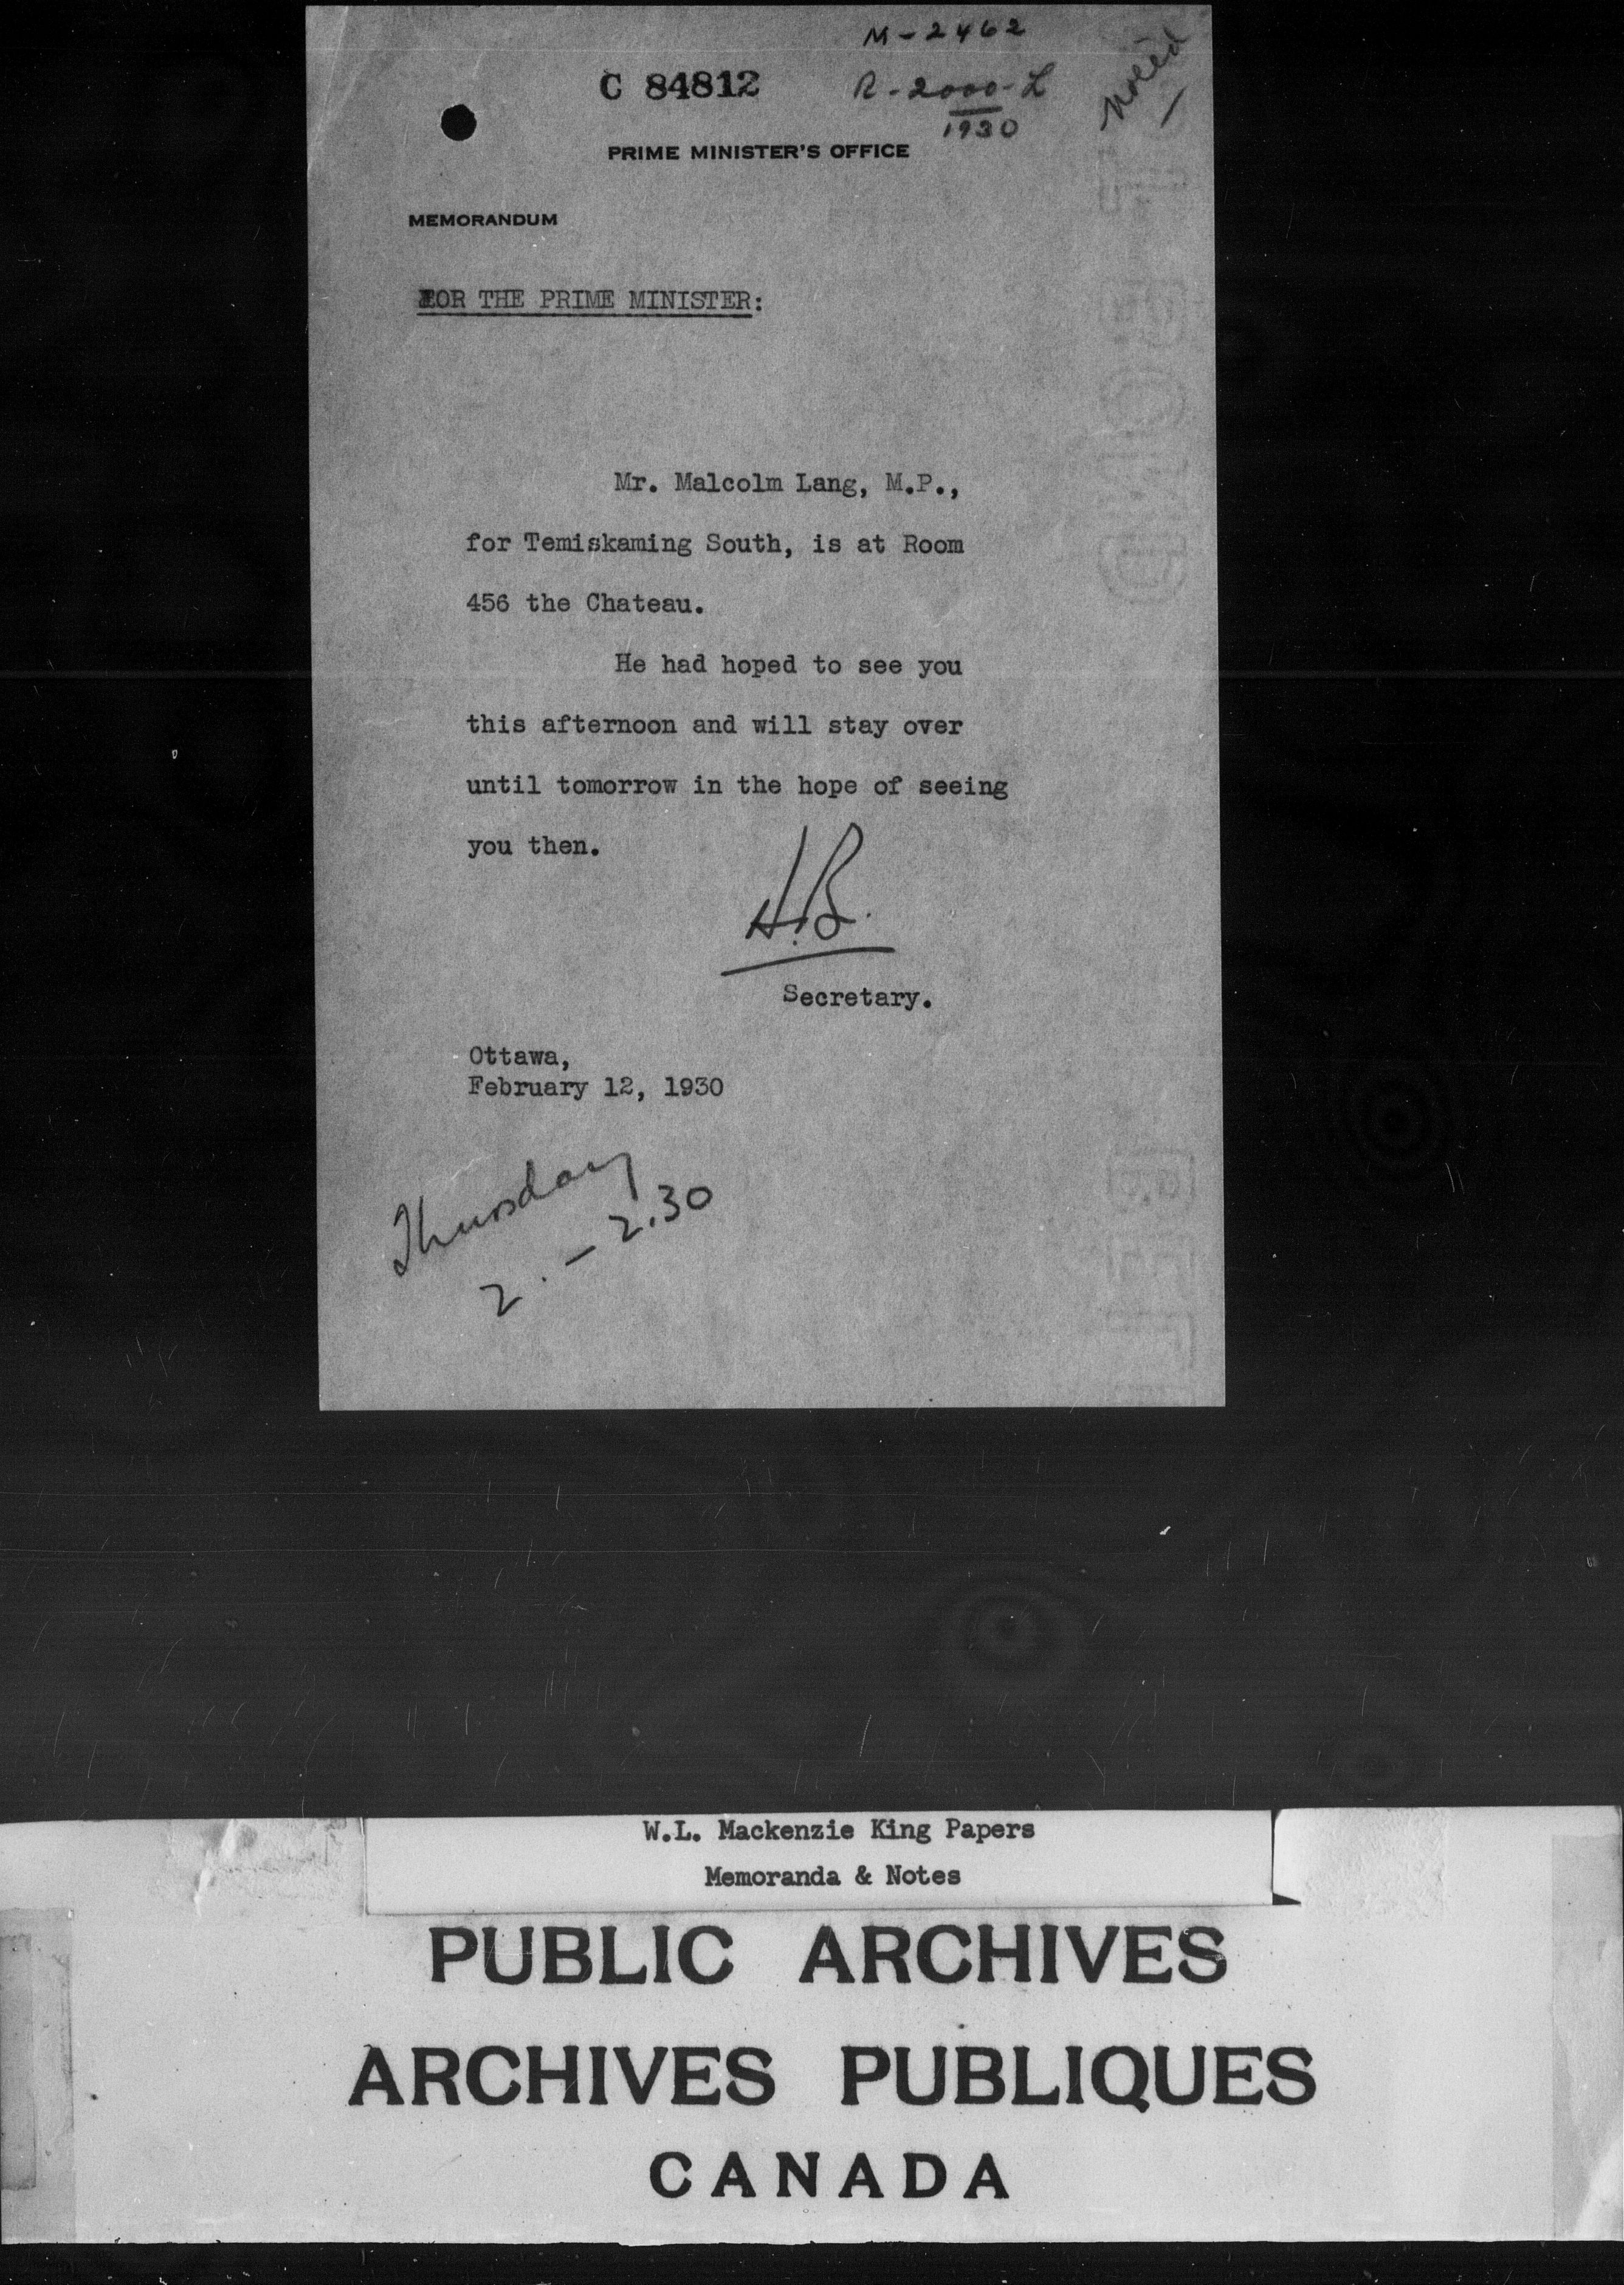 M-2462
C 84812
R-2000-L
1930
Noted
PRIME MINISTER'S OFFICE
MEMORANDUM
FOR THE PRIME MINISTER:
Mr. Malcolm Lang, M.P.,
for Temiskaming South, is at Room
456 the Chateau.
He had hoped to see you
this afternoon and will stay over
until tomorrow in the hope of seeing
you then.
H.B.
Secretary.
Ottawa,
February 12, 1930
Thursday
2. - 2.30
W.L. Mackenzie King Papers
Memoranda & Notes
PUBLIC ARCHIVES
ARCHIVES PUBLIQUES
CANADA